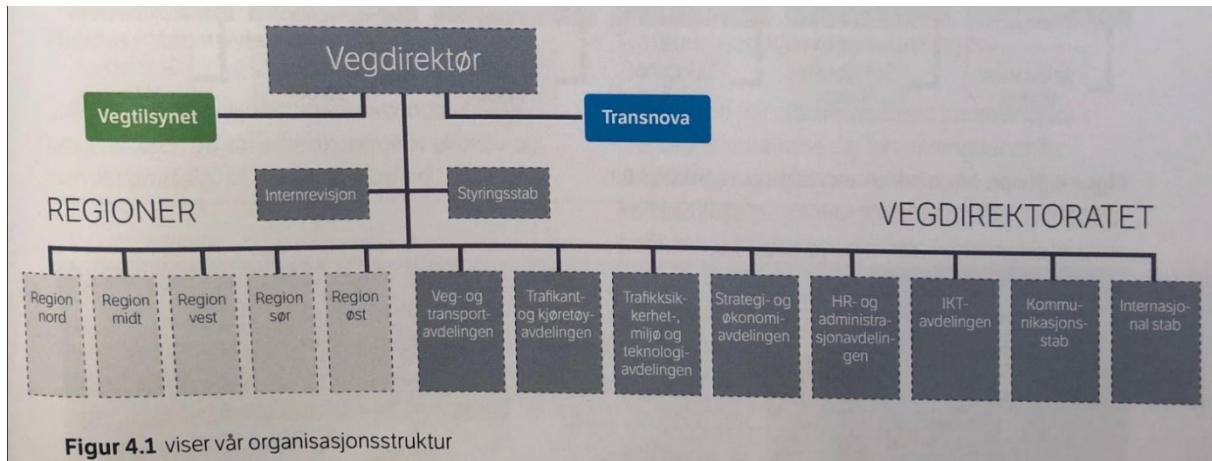 Vegdirektør
Vegtilsynet
Transnova
Internrevisjon
Styringsstab
REGIONER
VEGDIREKTORATET
Region
nord
Region
midt
Region
vest
Region
sør
Region
øst
Veg- og
transport-
avdelingen
Trafikant-
og kjøretøy-
avdelingen
Trafikksik-
kerhet-,
miljø og
teknologi-
avdelingen
Strategi- og
økonomi-
avdelingen
HR- og
administra-
sjonavdelin-
gen
IKT-
avdelingen
Kommu-
nikasjons-
stab
Internasjo-
nal stab
Figur 4.1 viser vår organisasjonsstruktur